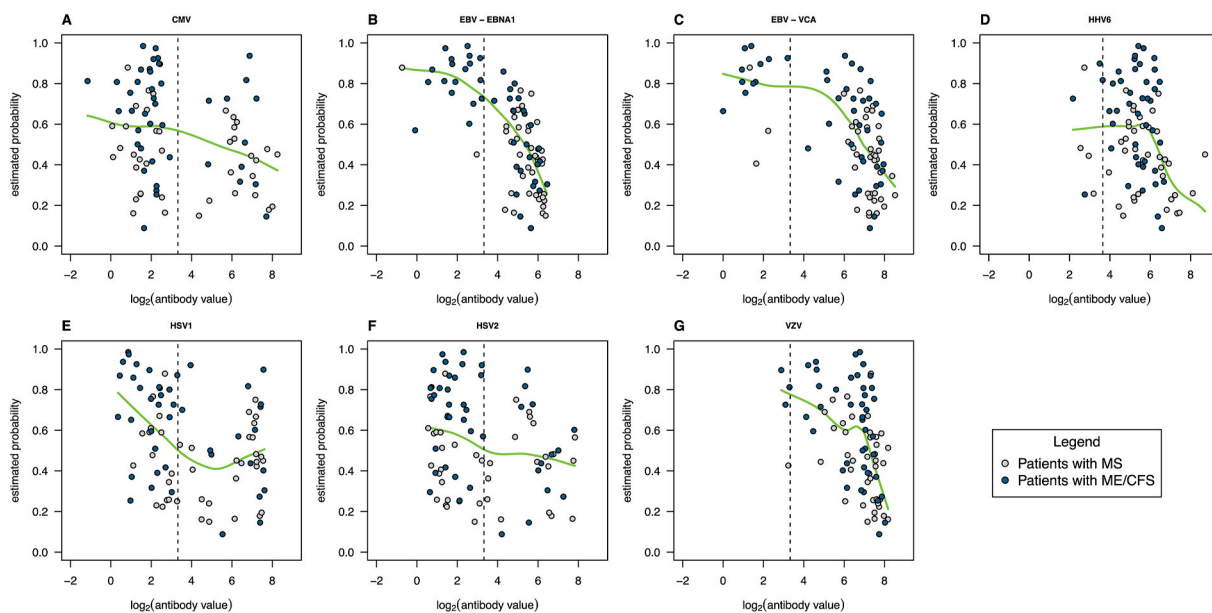 A CMV
estimated probability
1.0
0.8
0.6
0.4
0.2
0.0
−2 0 2 4 6 8
log2(antibody value)
B EBV − EBNA1
estimated probability
1.0
0.8
0.6
0.4
0.2
0.0
−2 0 2 4 6 8
log2(antibody value)
C EBV − VCA
estimated probability
1.0
0.8
0.6
0.4
0.2
0.0
−2 0 2 4 6 8
log2(antibody value)
D HHV6
estimated probability
1.0
0.8
0.6
0.4
0.2
0.0
−2 0 2 4 6 8
log2(antibody value)
E HSV1
estimated probability
1.0
0.8
0.6
0.4
0.2
0.0
−2 0 2 4 6 8
log2(antibody value)
F HSV2
estimated probability
1.0
0.8
0.6
0.4
0.2
0.0
−2 0 2 4 6 8
log2(antibody value)
G VZV
estimated probability
1.0
0.8
0.6
0.4
0.2
0.0
−2 0 2 4 6 8
log2(antibody value)
Legend
Patients with MS
Patients with ME/CFS